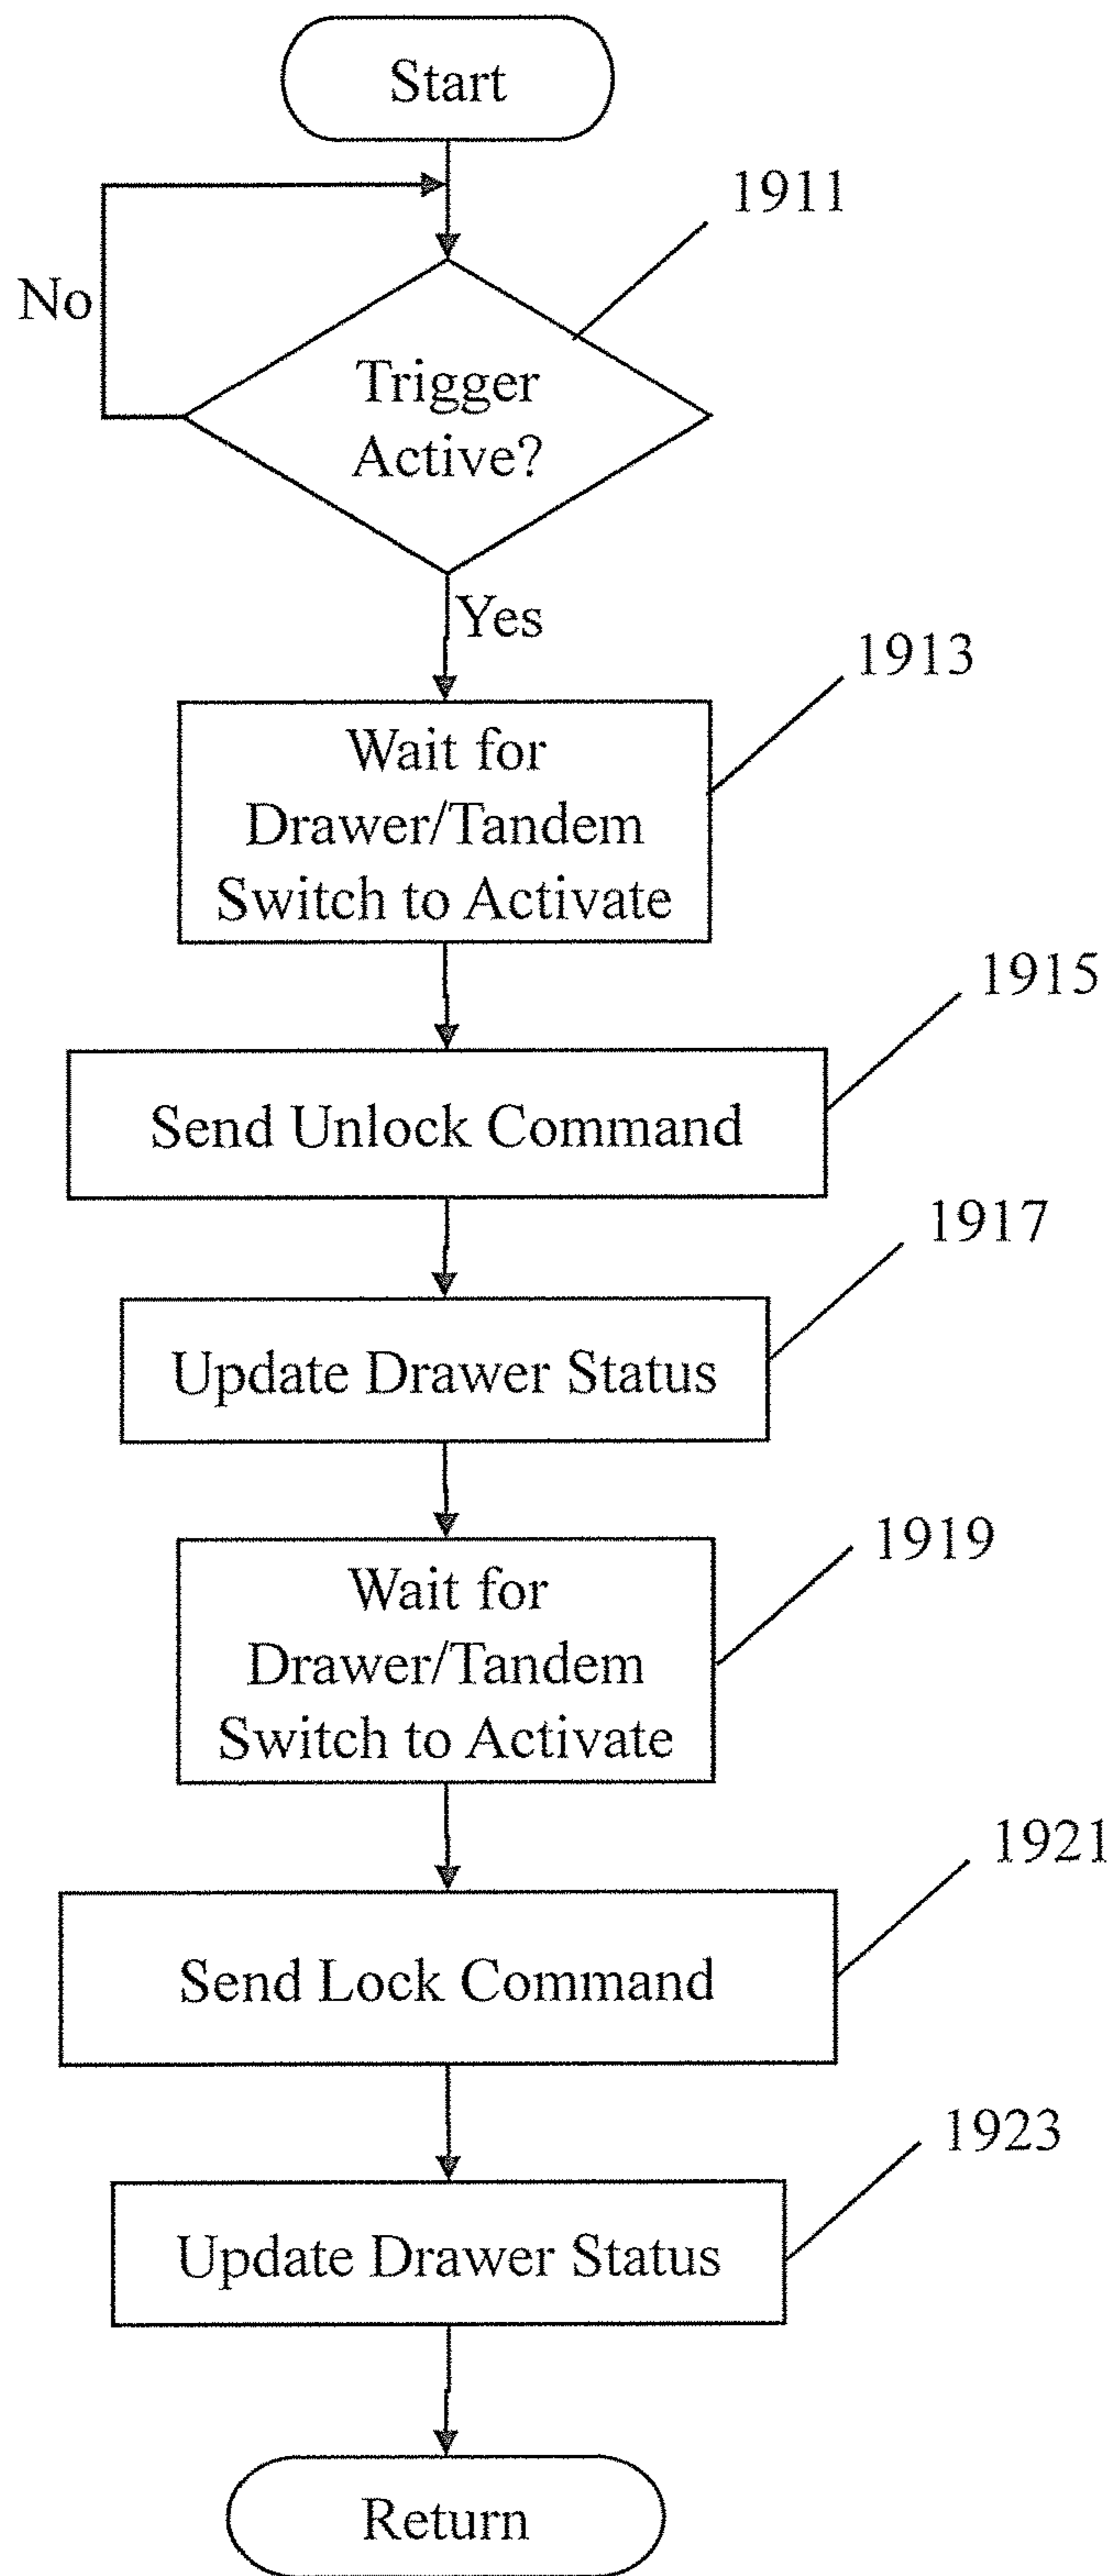 Start
1911
No
Trigger
Active?
Yes
1913
Wait for
Drawer/Tandem
Switch to Activate
1915
Send Unlock Command
1917
Update Drawer Status
1919
Wait for
Drawer/Tandem
Switch to Activate
1921
Send Lock Command
1923
Update Drawer Status
Return